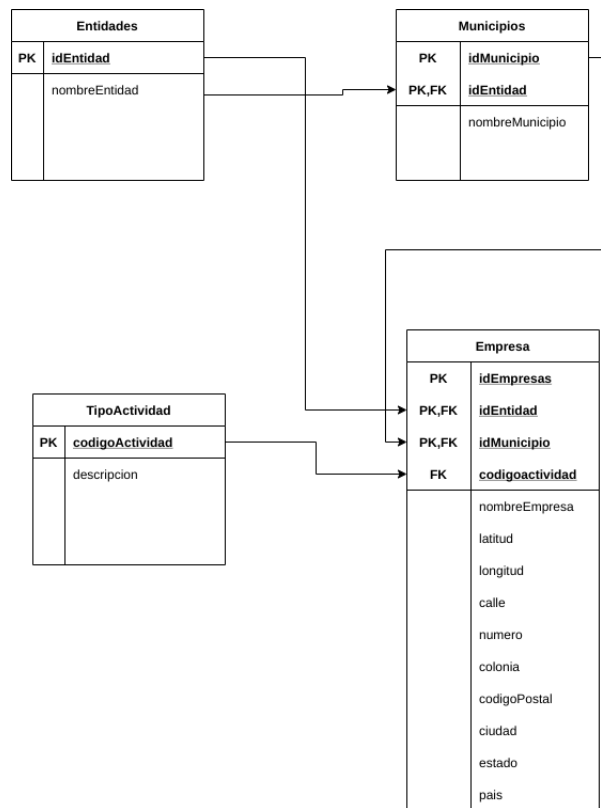 Entidades
PK idEntidad
nombreEntidad
Municipios
PK idMunicipio
PK,FK idEntidad
nombreMunicipio
TipoActividad
PK codigoActividad
descripcion
Empresa
PK idEmpresas
PK,FK idEntidad
PK,FK idMunicipio
FK codigoactividad
nombreEmpresa
latitud
longitud
calle
numero
colonia
codigoPostal
ciudad
estado
pais